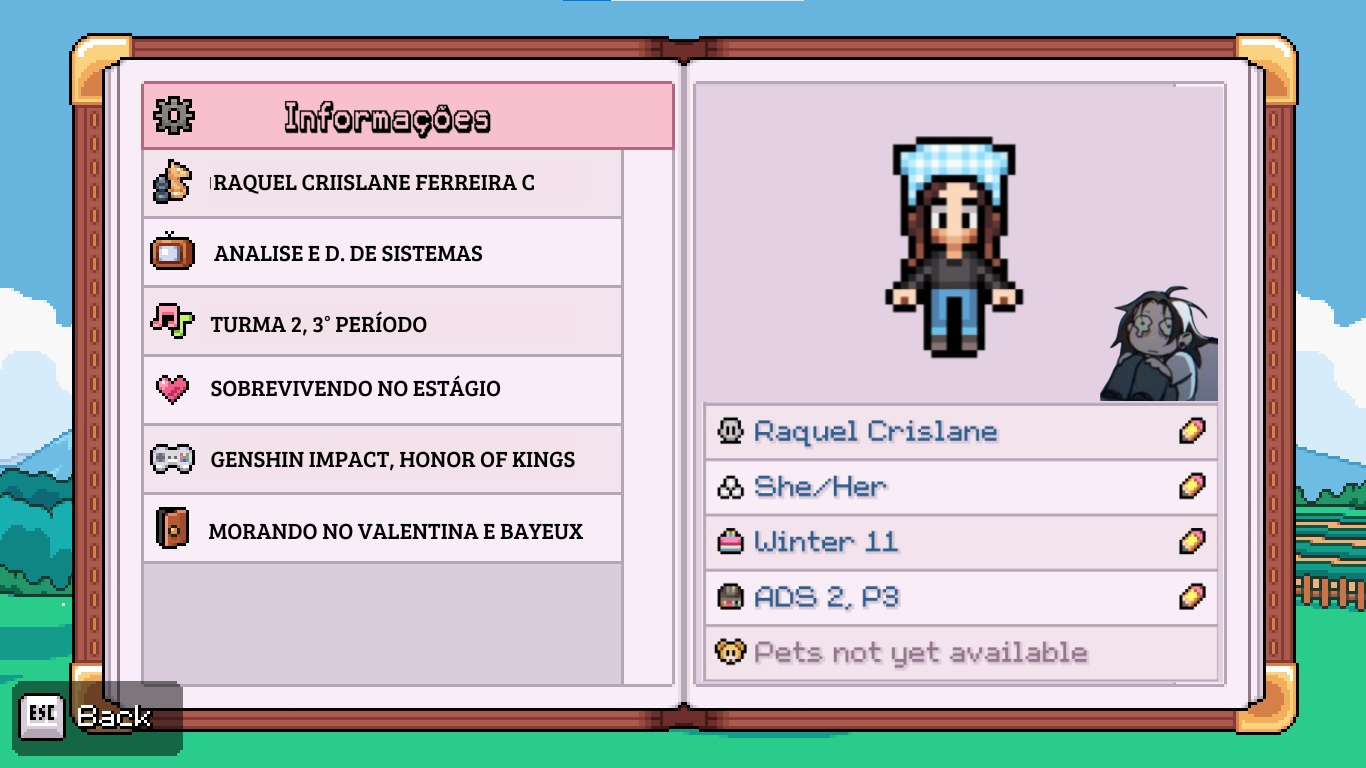 Informações
RAQUEL CRIISLANE FERREIRA C
ANALISE E D. DE SISTEMAS
TURMA 2, 3° PERÍODO
SOBREVIVENDO NO ESTÁGIO
GENSHIN IMPACT, HONOR OF KINGS
MORANDO NO VALENTINA E BAYEUX
Raquel Crislane
She/Her
Winter 11
ADS 2, P3
Pets not yet available
ESC Back